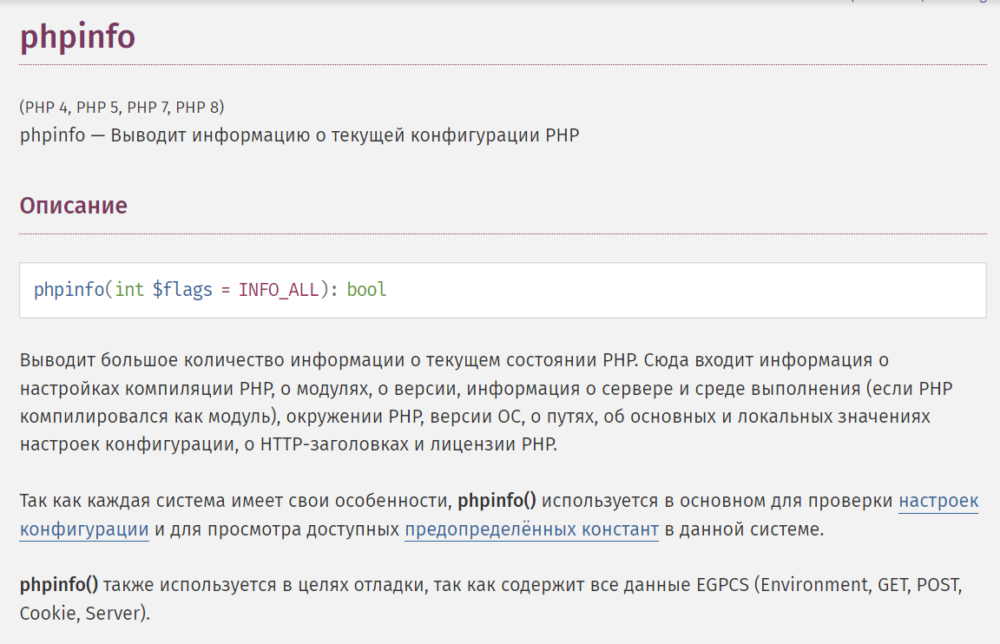 phpinfo
(PHP 4, PHP 5, PHP 7, PHP 8)
phpinfo — Выводит информацию о текущей конфигурации PHP
Описание
phpinfo(int $flags = INFO_ALL): bool
Выводит большое количество информации о текущем состоянии PHP. Сюда входит информация о
настройках компиляции PHP, о модулях, о версии, информация о сервере и среде выполнения (если PHP
компилировался как модуль), окружении PHP, версии ОС, о путях, об основных и локальных значениях
настроек конфигурации, о HTTP-заголовках и лицензии PHP.
Так как каждая система имеет свои особенности, phpinfo() используется в основном для проверки настроек
конфигурации и для просмотра доступных предопределённых констант в данной системе.
phpinfo() также используется в целях отладки, так как содержит все данные EGPCS (Environment, GET, POST,
Cookie, Server).